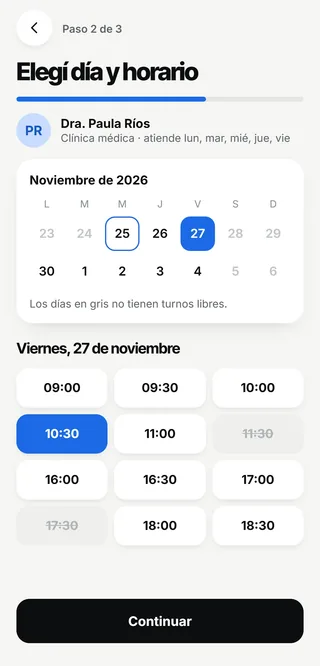 Paso 2 de 3
Elegí día y horario
PR
Dra. Paula Ríos
Clínica médica · atiende lun, mar, mié, jue, vie
Noviembre de 2026
L M M J V S D
23 24 25 26 27 28 29
30 1 2 3 4 5 6
Los días en gris no tienen turnos libres.
Viernes, 27 de noviembre
09:00 09:30 10:00
10:30 11:00 11:30
16:00 16:30 17:00
17:30 18:00 18:30
Continuar